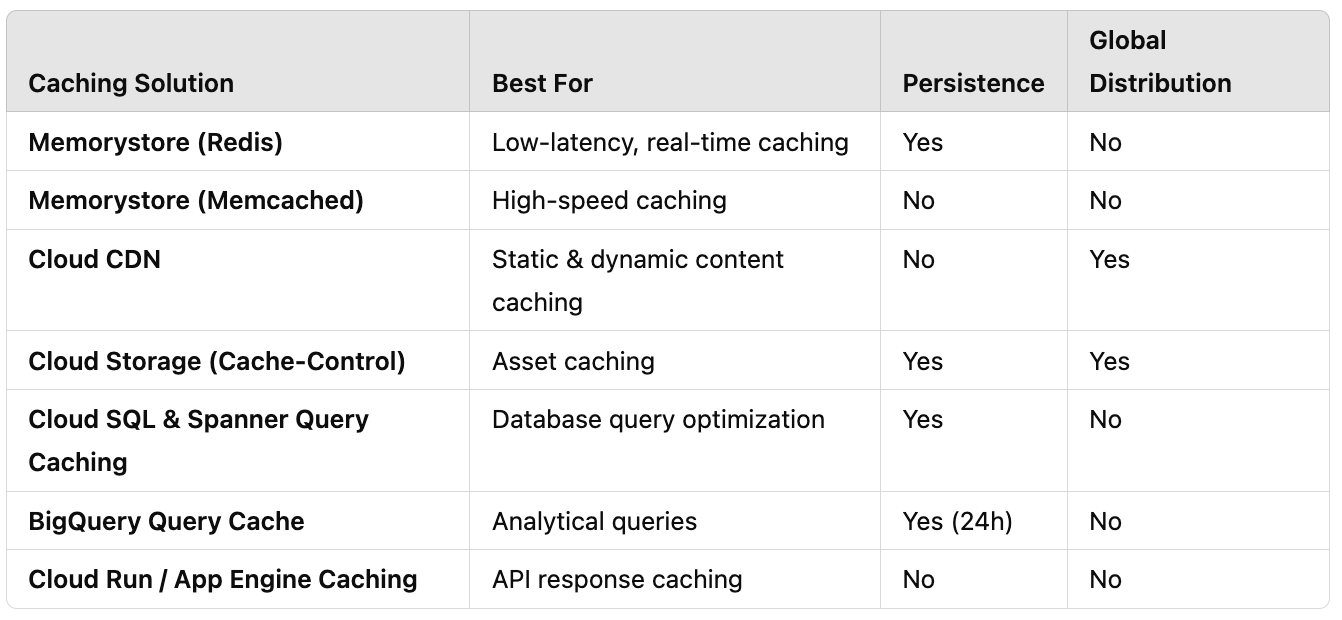 Caching Solution
Best For
Persistence
Global
Distribution
Memorystore (Redis)
Low-latency, real-time caching
Yes
No
Memorystore (Memcached)
High-speed caching
No
No
Cloud CDN
Static & dynamic content
caching
No
Yes
Cloud Storage (Cache-Control)
Asset caching
Yes
Yes
Cloud SQL & Spanner Query
Caching
Database query optimization
Yes
No
BigQuery Query Cache
Analytical queries
Yes (24h)
No
Cloud Run / App Engine Caching
API response caching
No
No